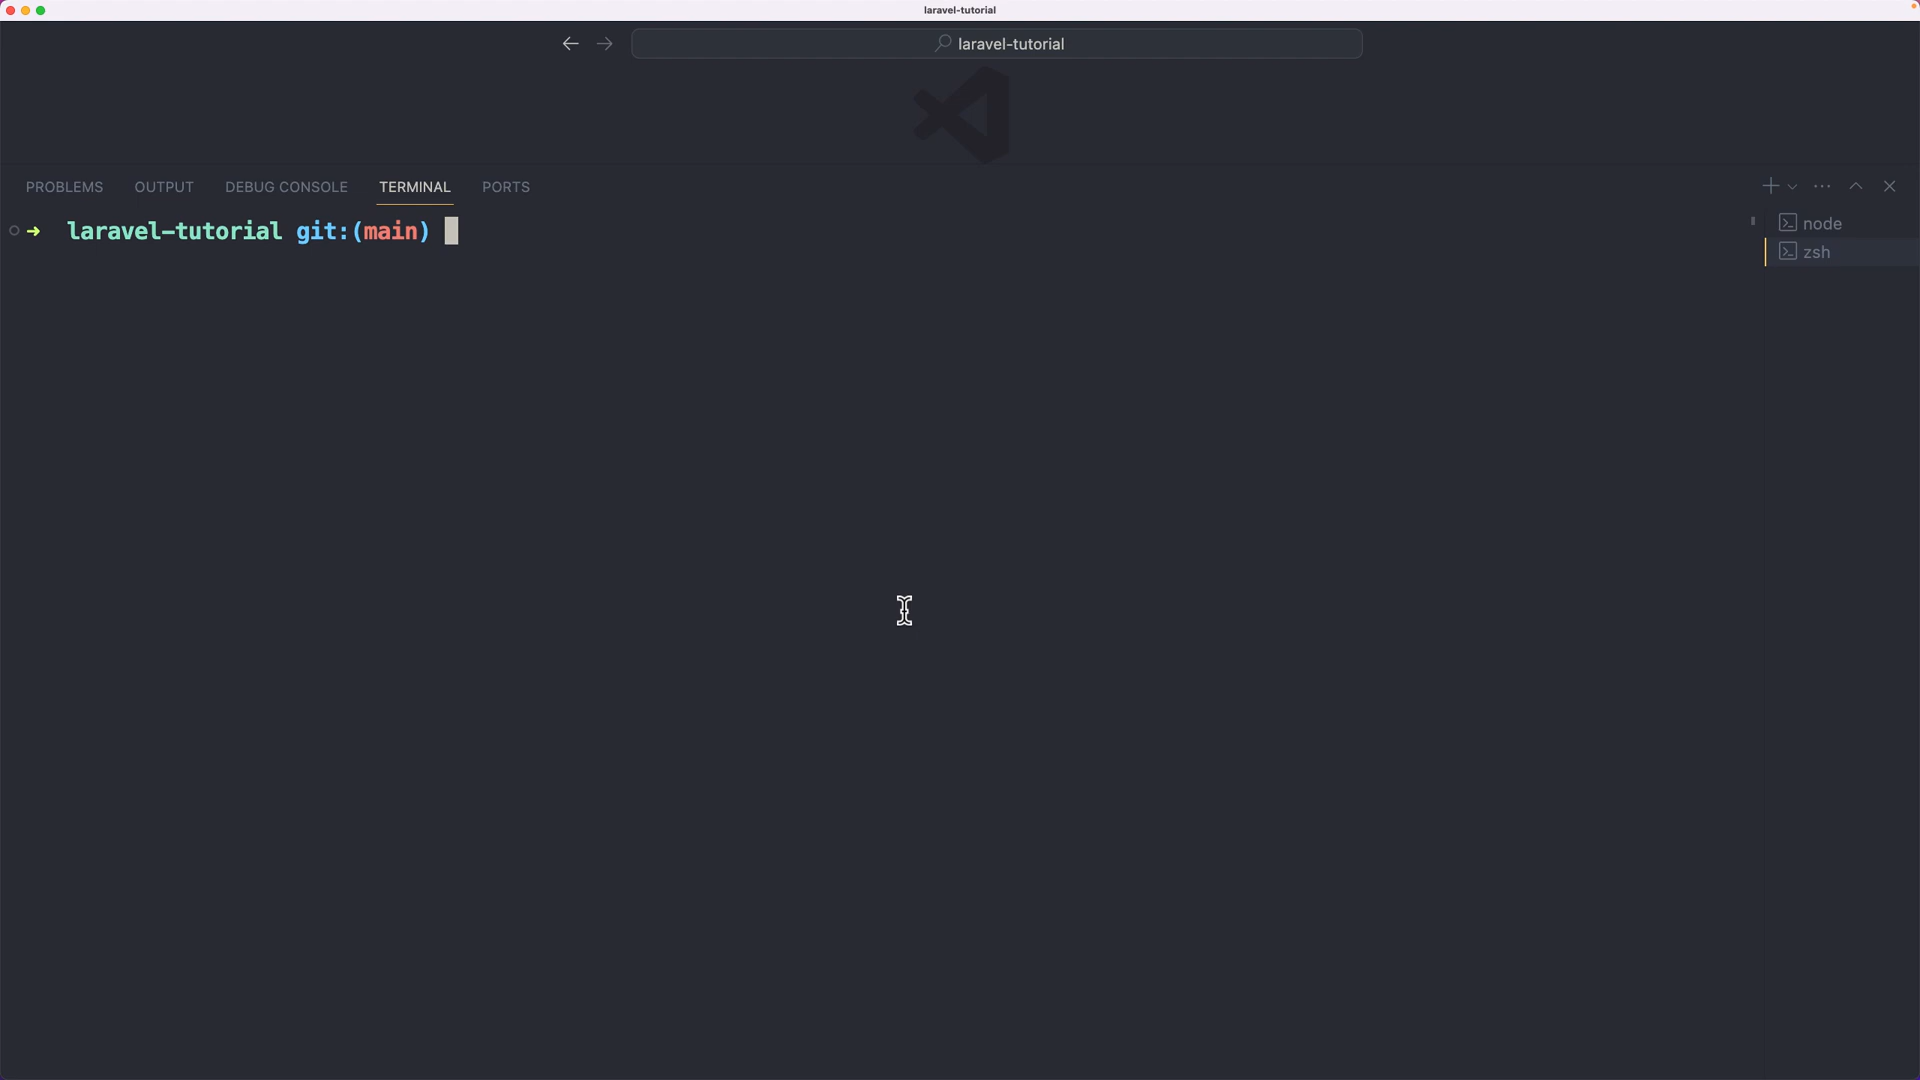 laravel-tutorial
laravel-tutorial
PROBLEMS OUTPUT DEBUG CONSOLE TERMINAL PORTS
➜ laravel-tutorial git:(main)
node
zsh